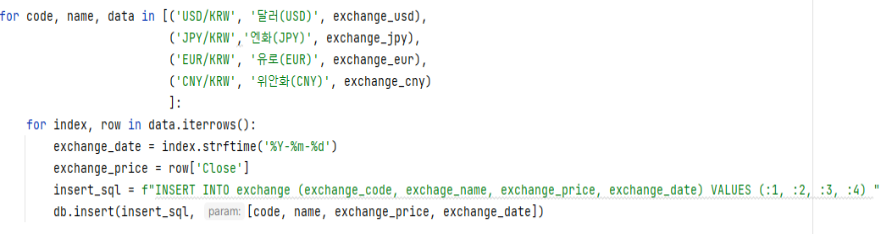 for code, name, data in [('USD/KRW', '달러(USD)', exchange_usd),
('JPY/KRW','엔화(JPY)', exchange_jpy),
('EUR/KRW', '유로(EUR)', exchange_eur),
('CNY/KRW', '위안화(CNY)', exchange_cny)
]:
for index, row in data.iterrows():
exchange_date = index.strftime('%Y-%m-%d')
exchange_price = row['Close']
insert_sql = f"INSERT INTO exchange (exchange_code, exchage_name, exchange_price, exchange_date) VALUES (:1, :2, :3, :4) "
db.insert(insert_sql, param: [code, name, exchange_price, exchange_date])